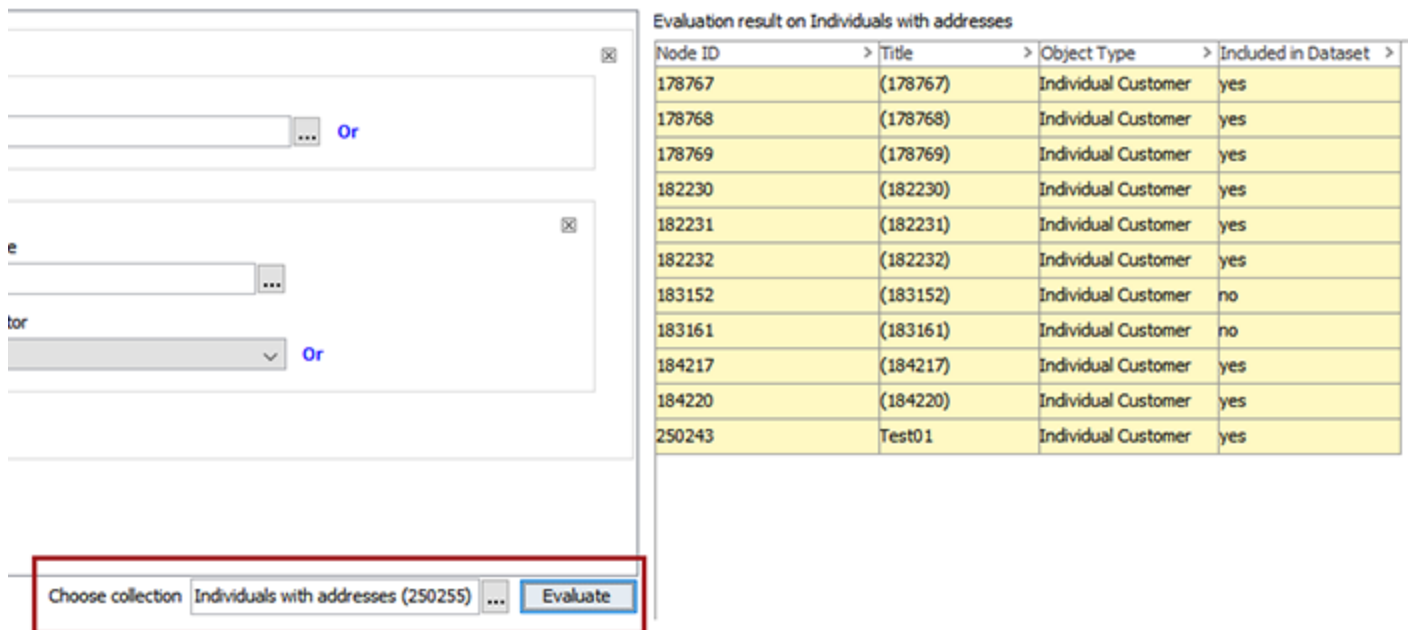 Or
e
tor
Or
Choose collection Individuals with addresses (250255) ... Evaluate
Evaluation result on Individuals with addresses
Node ID > Title > Object Type > Included in Dataset >
178767 (178767) Individual Customer yes
178768 (178768) Individual Customer yes
178769 (178769) Individual Customer yes
182230 (182230) Individual Customer yes
182231 (182231) Individual Customer yes
182232 (182232) Individual Customer yes
183152 (183152) Individual Customer no
183161 (183161) Individual Customer no
184217 (184217) Individual Customer yes
184220 (184220) Individual Customer yes
250243 Test01 Individual Customer yes